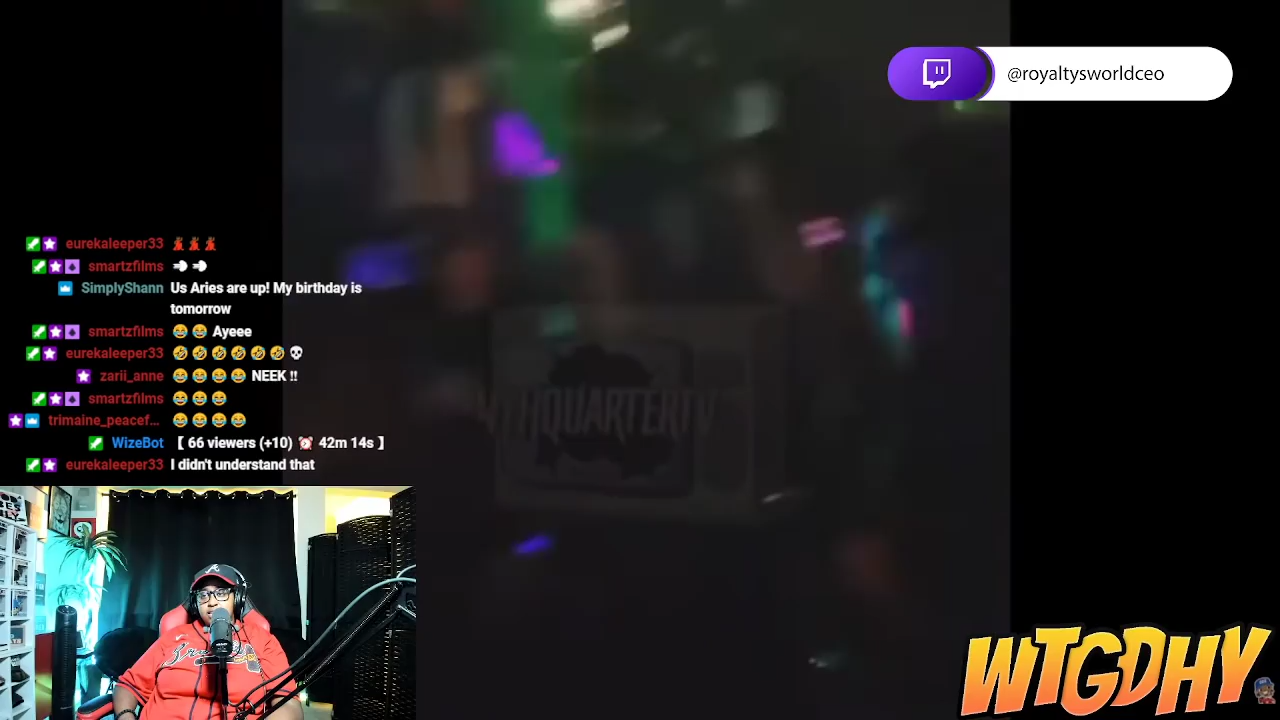 @royaltysworldceo
eurekaleeper33 💃💃💃
smartzfilms 💨 💨
SimplyShann Us Aries are up! My birthday is
tomorrow
smartzfilms 😂 😂 Ayeee
eurekaleeper33 🤣 🤣 🤣 🤣 🤣 🤣 💀
zarii_anne 😂 😂 😂 😂 NEEK ‼
smartzfilms 😂 😂 😂
trimaine_peacef... 😂 😂 😂 😂
WizeBot 【 66 viewers (+10) ⏰ 42m 14s 】
eurekaleeper33 I didn't understand that
WTGDHY